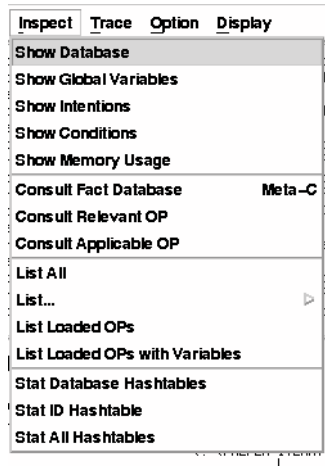 Inspect Trace Option Display
Show Database
Show Global Variables
Show Intentions
Show Conditions
Show Memory Usage
Consult Fact Database Meta-C
Consult Relevant OP
Consult Applicable OP
List All
List...
List Loaded OPs
List Loaded OPs with Variables
Stat Database Hashtables
Stat ID Hashtable
Stat All Hashtables